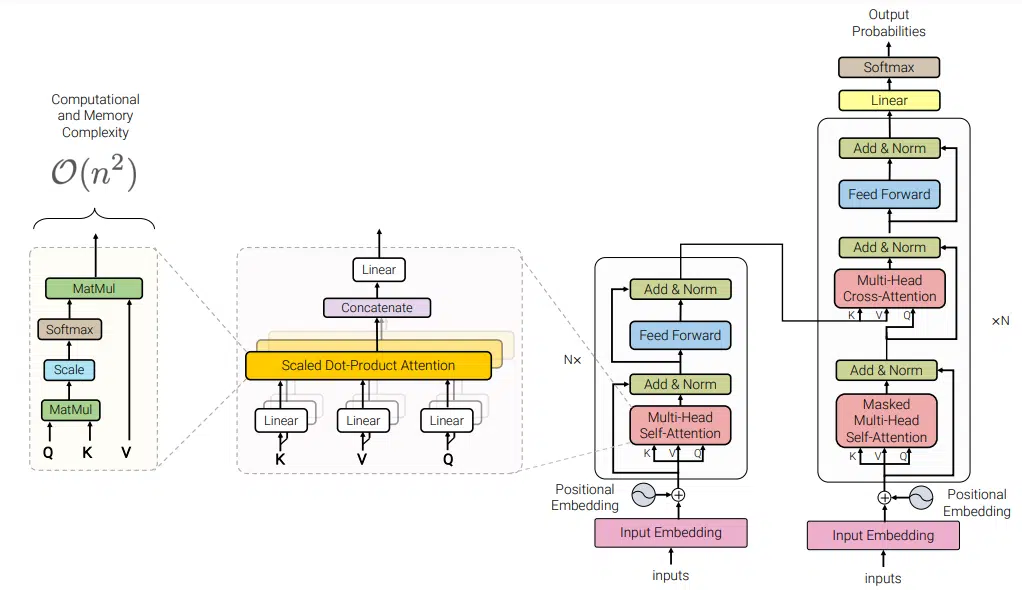 Computational
and Memory
Complexity
O(n²)
MatMul
Softmax
Scale
MatMul
Q K V
Linear
Concatenate
Scaled Dot-Product Attention
Linear Linear Linear
K V Q
N×
Add & Norm
Feed Forward
Add & Norm
Multi-Head
Self-Attention
K V Q
Positional
Embedding
Input Embedding
inputs
Output
Probabilities
Softmax
Linear
Add & Norm
Feed Forward
Add & Norm
Multi-Head
Cross-Attention
K V Q
×N
Add & Norm
Masked
Multi-Head
Self-Attention
K V Q
Positional
Embedding
Input Embedding
inputs